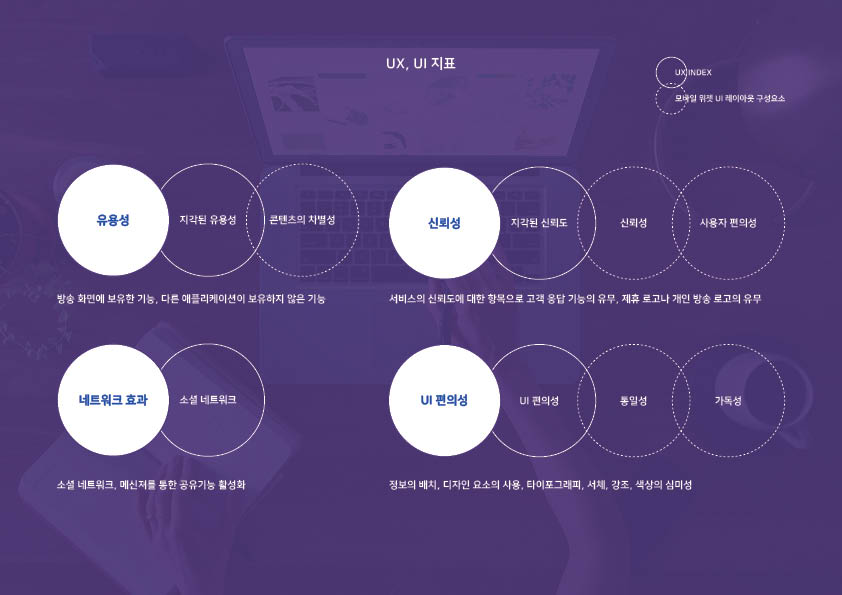 UX, UI 지표
UX INDEX
모바일 위젯 UI 레이아웃 구성요소
유용성
지각된 유용성
콘텐츠의 차별성
방송 화면에 보유한 기능, 다른 애플리케이션이 보유하지 않은 기능
신뢰성
지각된 신뢰도
신뢰성
사용자 편의성
서비스의 신뢰도에 대한 항목으로 고객 응답 기능의 유무, 제휴 로고나 개인 방송 로고의 유무
네트워크 효과
소셜 네트워크
소셜 네트워크, 메신져를 통한 공유기능 활성화
UI 편의성
UI 편의성
통일성
가독성
정보의 배치, 디자인 요소의 사용, 타이포그래피, 서체, 강조, 색상의 심미성